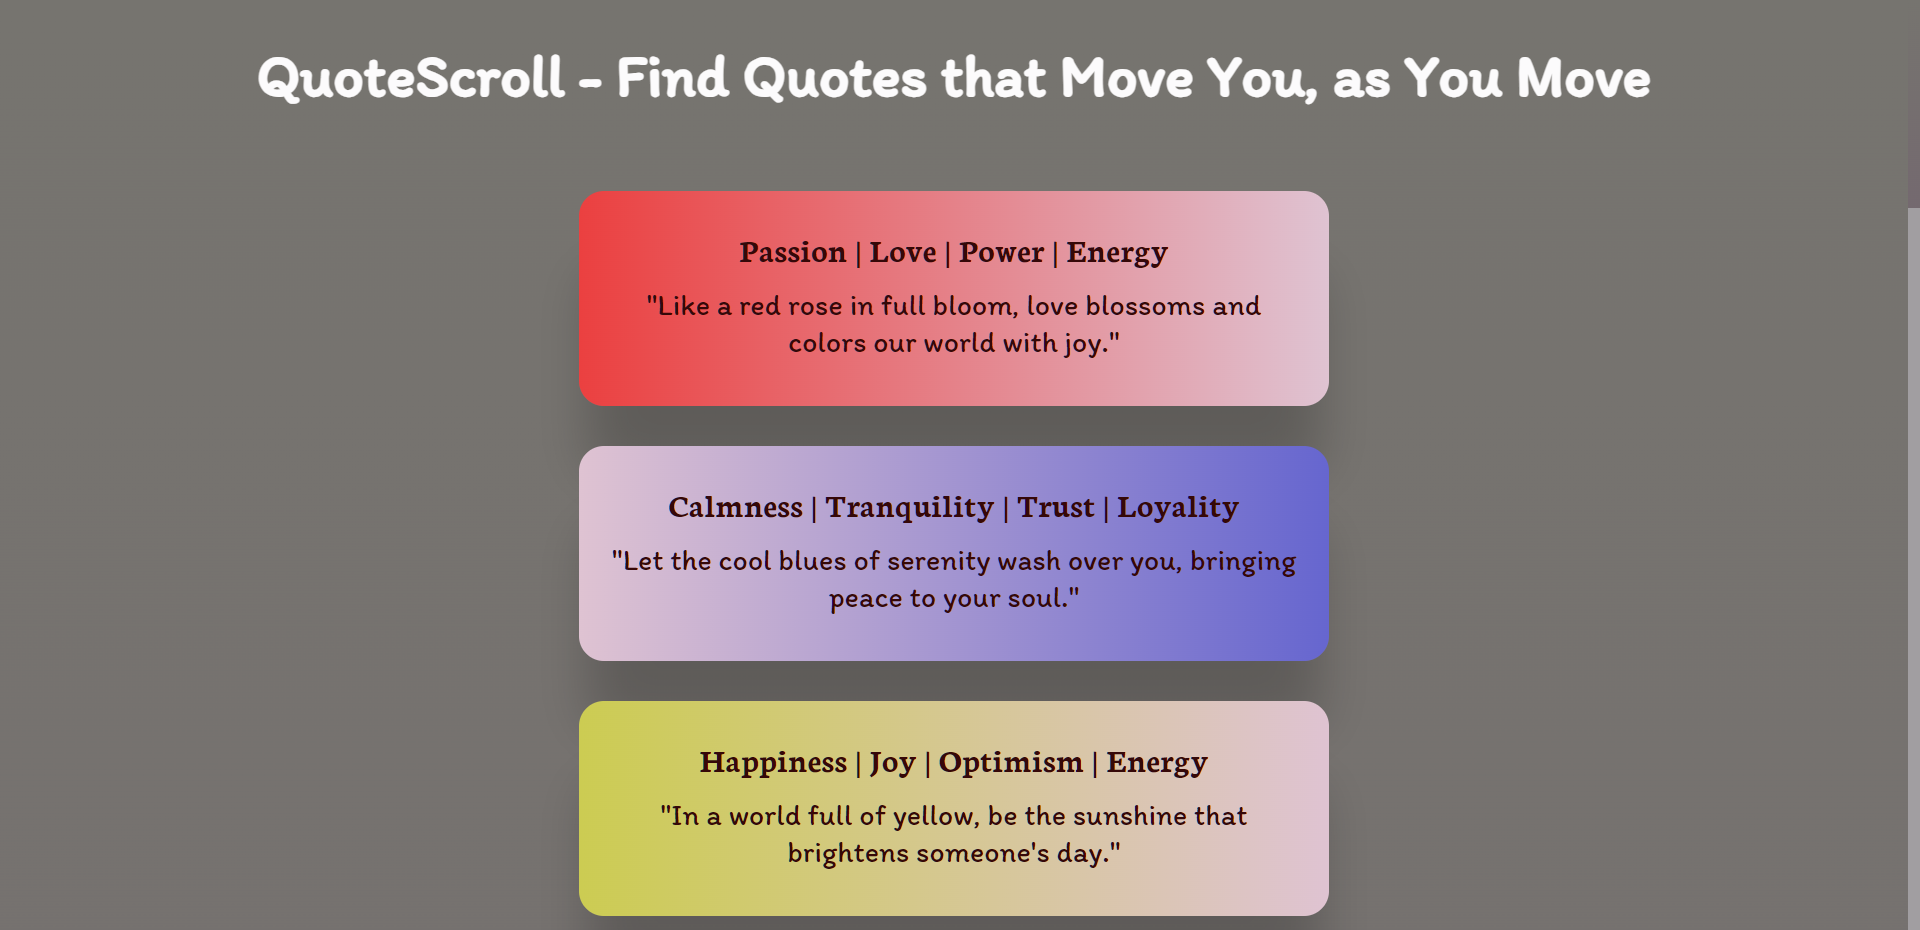 QuoteScroll - Find Quotes that Move You, as You Move
Passion | Love | Power | Energy
"Like a red rose in full bloom, love blossoms and
colors our world with joy."
Calmness | Tranquility | Trust | Loyality
"Let the cool blues of serenity wash over you, bringing
peace to your soul."
Happiness | Joy | Optimism | Energy
"In a world full of yellow, be the sunshine that
brightens someone's day."